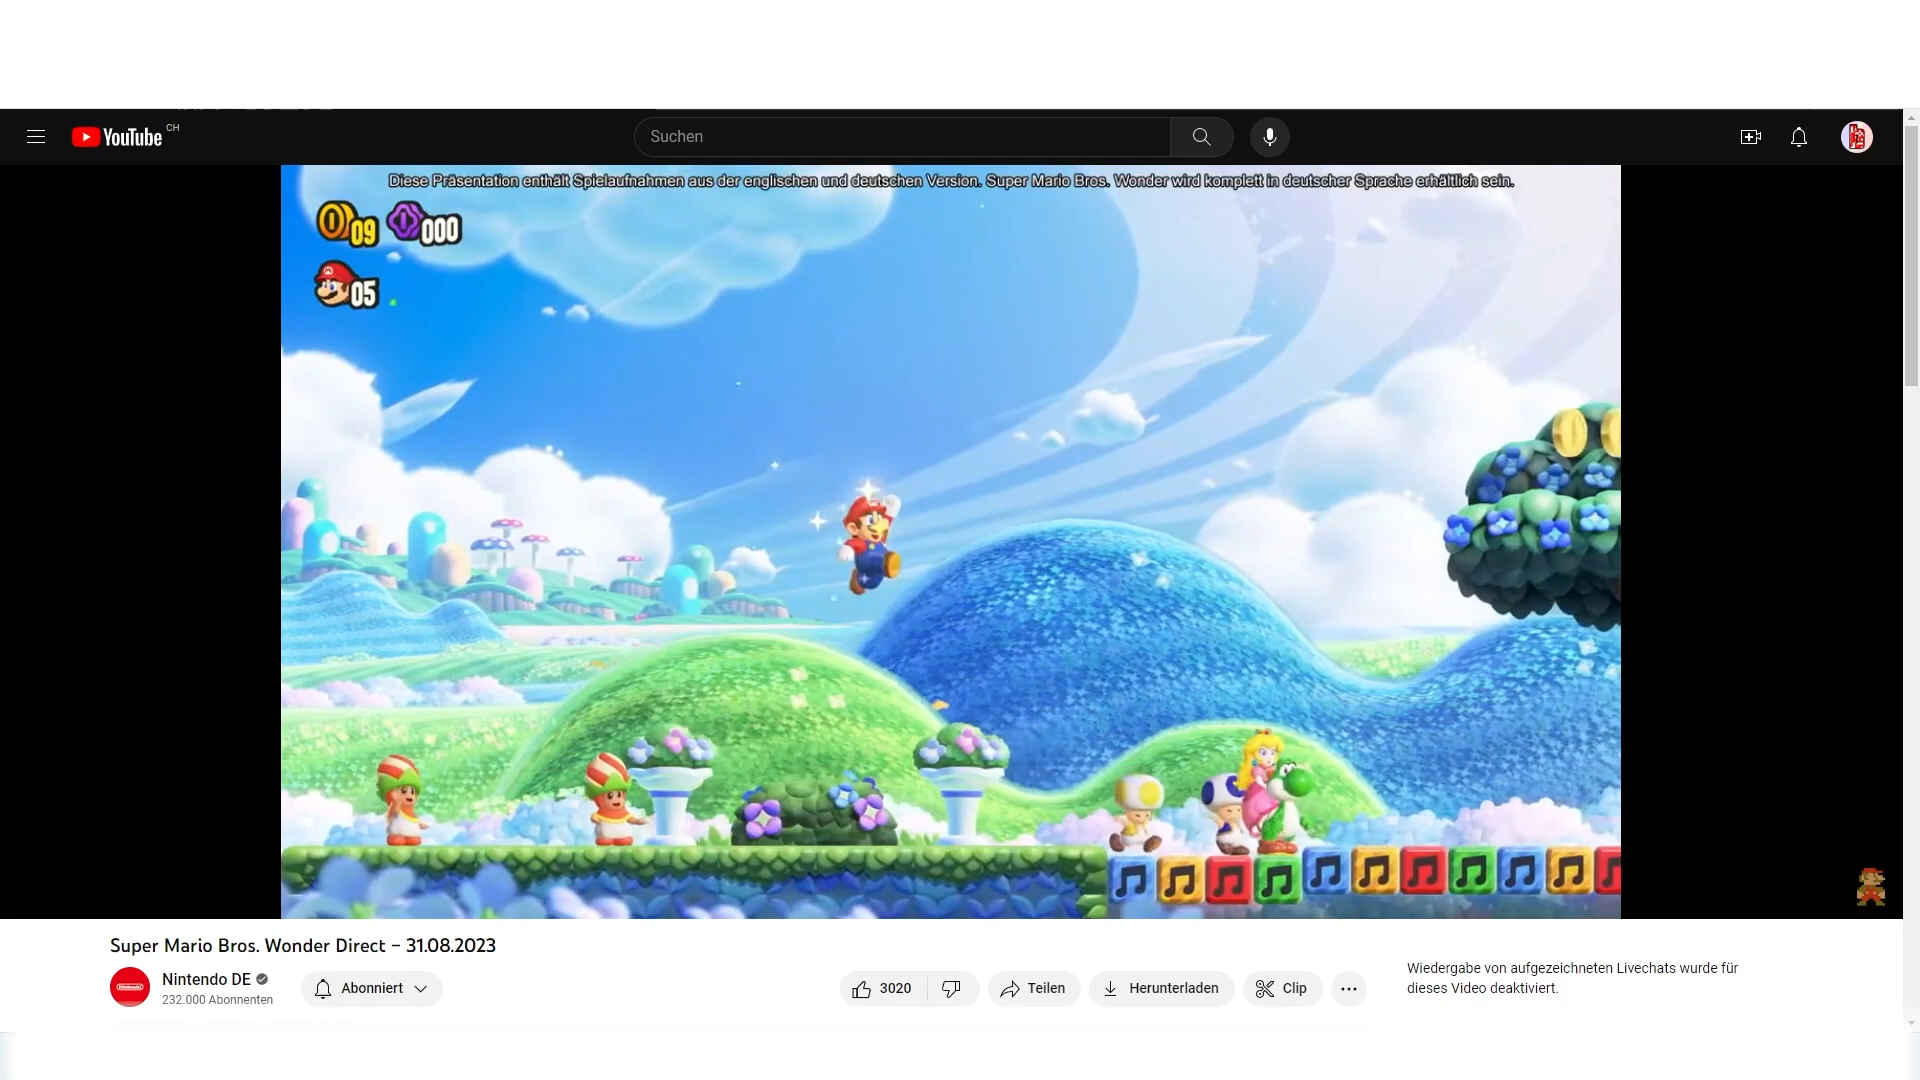 YouTube CH
Suchen
Diese Präsentation enthält Spielaufnahmen aus der englischen und deutschen Version. Super Mario Bros. Wonder wird komplett in deutscher Sprache erhältlich sein.
09 000
05
Super Mario Bros. Wonder Direct – 31.08.2023
Nintendo DE
232.000 Abonnenten
Abonniert
3020
Teilen
Herunterladen
Clip
Wiedergabe von aufgezeichneten Livechats wurde für
dieses Video deaktiviert.